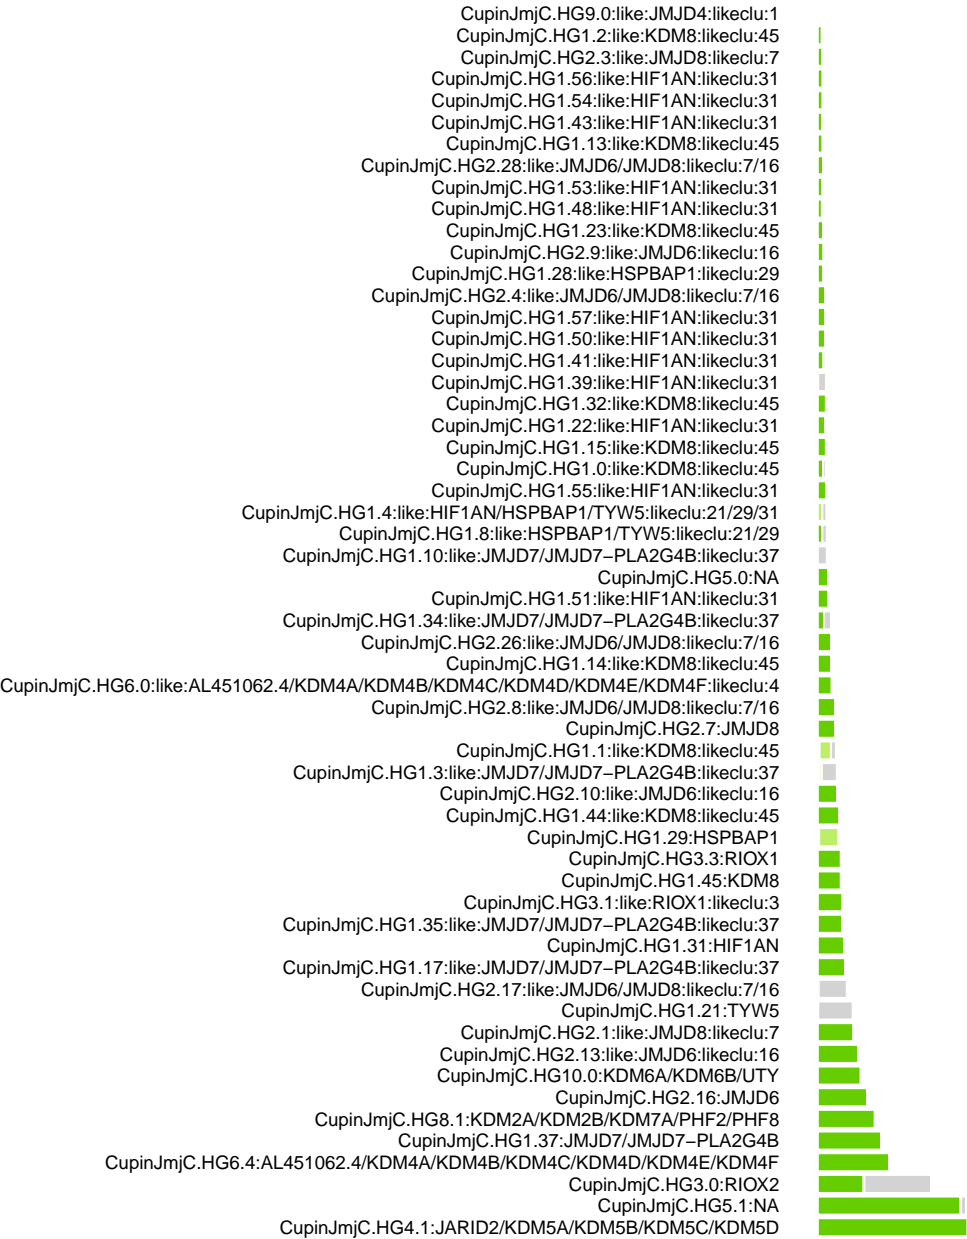 CupinJmjC.HG9.0:like:JMJD4:likeclu:1
CupinJmjC.HG1.2:like:KDM8:likeclu:45
CupinJmjC.HG2.3:like:JMJD8:likeclu:7
CupinJmjC.HG1.56:like:HIF1AN:likeclu:31
CupinJmjC.HG1.54:like:HIF1AN:likeclu:31
CupinJmjC.HG1.43:like:HIF1AN:likeclu:31
CupinJmjC.HG1.13:like:KDM8:likeclu:45
CupinJmjC.HG2.28:like:JMJD6/JMJD8:likeclu:7/16
CupinJmjC.HG1.53:like:HIF1AN:likeclu:31
CupinJmjC.HG1.48:like:HIF1AN:likeclu:31
CupinJmjC.HG1.23:like:KDM8:likeclu:45
CupinJmjC.HG2.9:like:JMJD6:likeclu:16
CupinJmjC.HG1.28:like:HSPBAP1:likeclu:29
CupinJmjC.HG2.4:like:JMJD6/JMJD8:likeclu:7/16
CupinJmjC.HG1.57:like:HIF1AN:likeclu:31
CupinJmjC.HG1.50:like:HIF1AN:likeclu:31
CupinJmjC.HG1.41:like:HIF1AN:likeclu:31
CupinJmjC.HG1.39:like:HIF1AN:likeclu:31
CupinJmjC.HG1.32:like:KDM8:likeclu:45
CupinJmjC.HG1.22:like:HIF1AN:likeclu:31
CupinJmjC.HG1.15:like:KDM8:likeclu:45
CupinJmjC.HG1.0:like:KDM8:likeclu:45
CupinJmjC.HG1.55:like:HIF1AN:likeclu:31
CupinJmjC.HG1.4:like:HIF1AN/HSPBAP1/TYW5:likeclu:21/29/31
CupinJmjC.HG1.8:like:HSPBAP1/TYW5:likeclu:21/29
CupinJmjC.HG1.10:like:JMJD7/JMJD7−PLA2G4B:likeclu:37
CupinJmjC.HG5.0:NA
CupinJmjC.HG1.51:like:HIF1AN:likeclu:31
CupinJmjC.HG1.34:like:JMJD7/JMJD7−PLA2G4B:likeclu:37
CupinJmjC.HG2.26:like:JMJD6/JMJD8:likeclu:7/16
CupinJmjC.HG1.14:like:KDM8:likeclu:45
CupinJmjC.HG6.0:like:AL451062.4/KDM4A/KDM4B/KDM4C/KDM4D/KDM4E/KDM4F:likeclu:4
CupinJmjC.HG2.8:like:JMJD6/JMJD8:likeclu:7/16
CupinJmjC.HG2.7:JMJD8
CupinJmjC.HG1.1:like:KDM8:likeclu:45
CupinJmjC.HG1.3:like:JMJD7/JMJD7−PLA2G4B:likeclu:37
CupinJmjC.HG2.10:like:JMJD6:likeclu:16
CupinJmjC.HG1.44:like:KDM8:likeclu:45
CupinJmjC.HG1.29:HSPBAP1
CupinJmjC.HG3.3:RIOX1
CupinJmjC.HG1.45:KDM8
CupinJmjC.HG3.1:like:RIOX1:likeclu:3
CupinJmjC.HG1.35:like:JMJD7/JMJD7−PLA2G4B:likeclu:37
CupinJmjC.HG1.31:HIF1AN
CupinJmjC.HG1.17:like:JMJD7/JMJD7−PLA2G4B:likeclu:37
CupinJmjC.HG2.17:like:JMJD6/JMJD8:likeclu:7/16
CupinJmjC.HG1.21:TYW5
CupinJmjC.HG2.1:like:JMJD8:likeclu:7
CupinJmjC.HG2.13:like:JMJD6:likeclu:16
CupinJmjC.HG10.0:KDM6A/KDM6B/UTY
CupinJmjC.HG2.16:JMJD6
CupinJmjC.HG8.1:KDM2A/KDM2B/KDM7A/PHF2/PHF8
CupinJmjC.HG1.37:JMJD7/JMJD7−PLA2G4B
CupinJmjC.HG6.4:AL451062.4/KDM4A/KDM4B/KDM4C/KDM4D/KDM4E/KDM4F
CupinJmjC.HG3.0:RIOX2
CupinJmjC.HG5.1:NA
CupinJmjC.HG4.1:JARID2/KDM5A/KDM5B/KDM5C/KDM5D